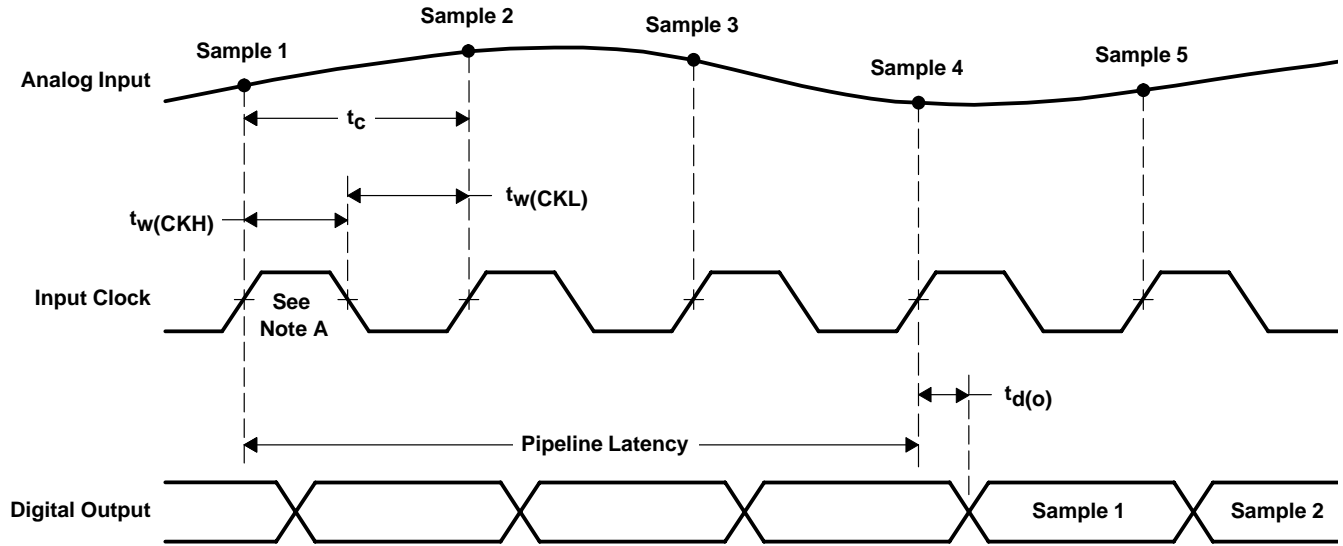 Sample 1
Sample 2
Sample 3
Sample 4
Sample 5
Analog Input
tc
tw(CKL)
tw(CKH)
Input Clock
See
Note A
td(o)
Pipeline Latency
Digital Output
Sample 1
Sample 2